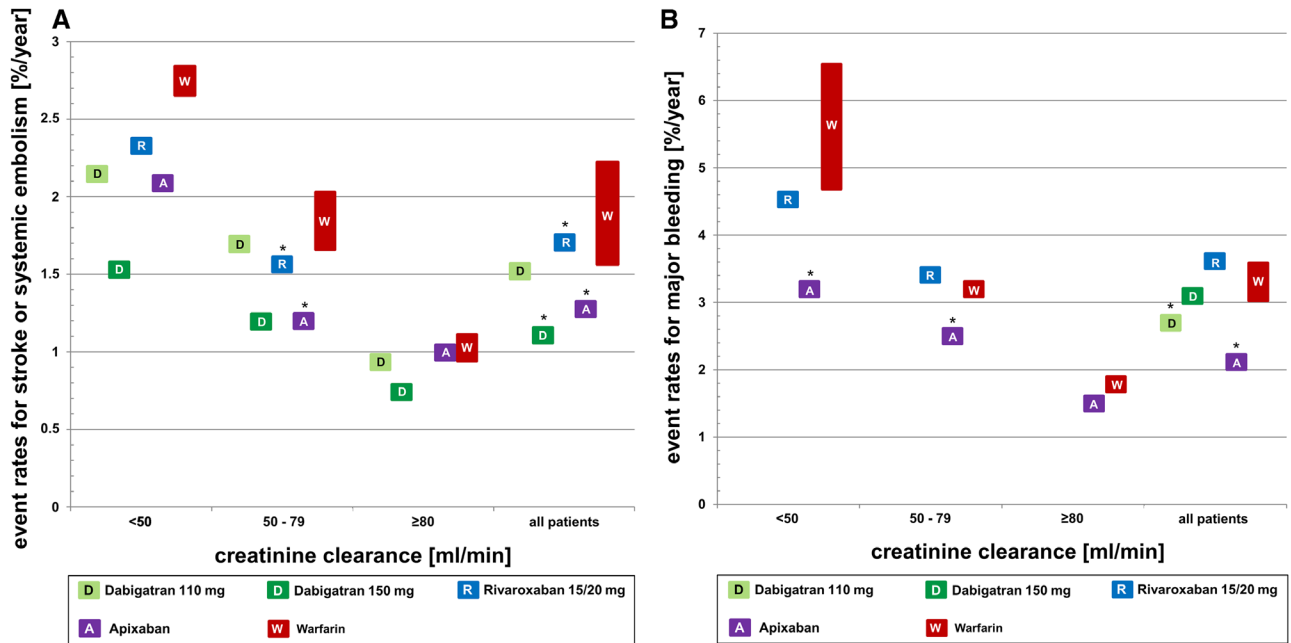 A
event rates for stroke or systemic embolism [%/year]
3
2.5
2
1.5
1
0.5
0
D
D
R
A
W
D
D
*
R
*
A
W
D
D
A
W
D
*
D
*
R
*
A
W
<50
50 - 79
≥80
all patients
creatinine clearance [ml/min]
D Dabigatran 110 mg
D Dabigatran 150 mg
R Rivaroxaban 15/20 mg
A Apixaban
W Warfarin
B
event rates for major bleeding [%/year]
7
6
5
4
3
2
1
0
R
*
A
W
R
*
A
W
A
W
*
D
D
R
*
A
W
<50
50 - 79
≥80
all patients
creatinine clearance [ml/min]
D Dabigatran 110 mg
D Dabigatran 150 mg
R Rivaroxaban 15/20 mg
A Apixaban
W Warfarin